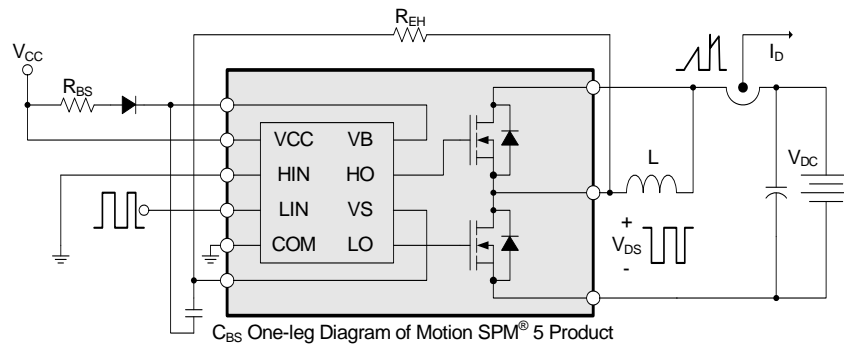 R_EH
V_CC
R_BS
I_D
VCC VB
HIN HO
LIN VS
COM LO
L
V_DC
+
V_DS
-
C_BS One-leg Diagram of Motion SPM® 5 Product